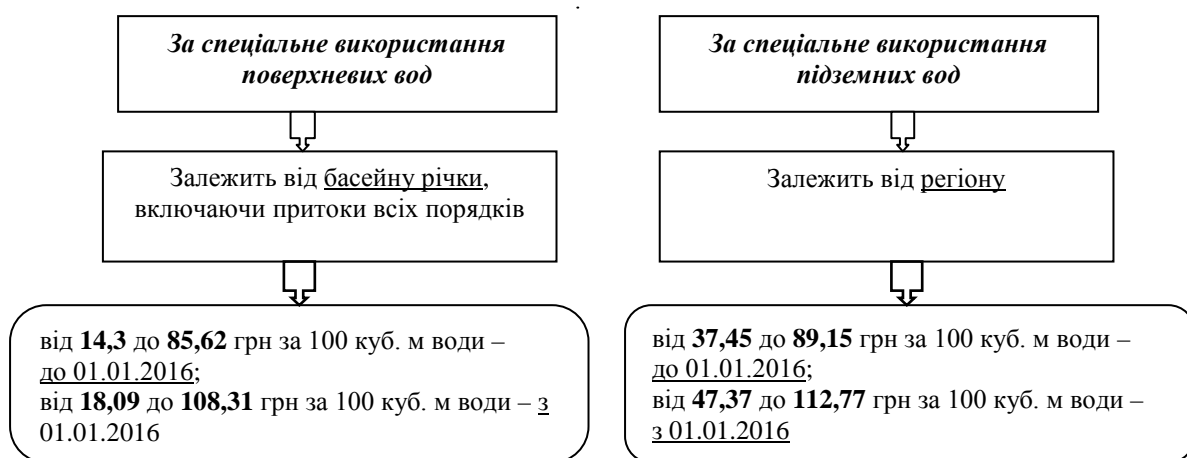 За спеціальне використання
поверхневих вод
Залежить від басейну річки,
включаючи притоки всіх порядків
від 14,3 до 85,62 грн за 100 куб. м води –
до 01.01.2016;
від 18,09 до 108,31 грн за 100 куб. м води – з
01.01.2016
За спеціальне використання
підземних вод
Залежить від регіону
від 37,45 до 89,15 грн за 100 куб. м води –
до 01.01.2016;
від 47,37 до 112,77 грн за 100 куб. м води –
з 01.01.2016